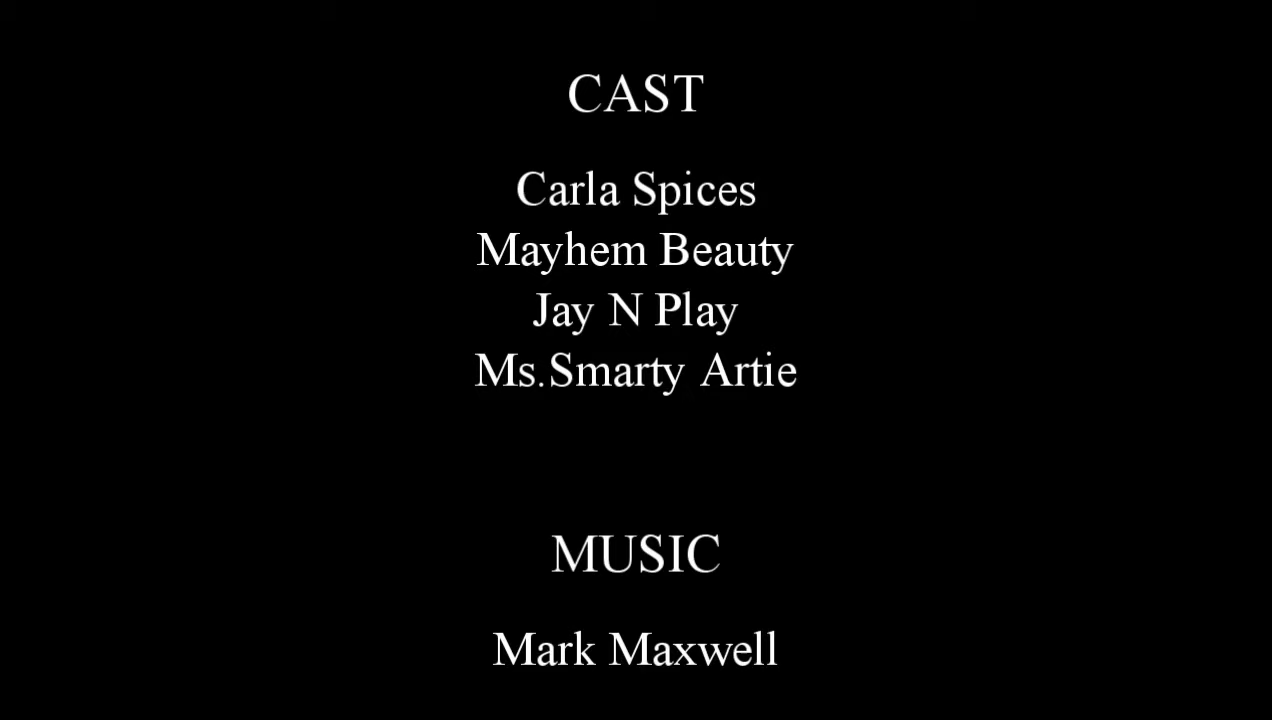 CAST
Carla Spices
Mayhem Beauty
Jay N Play
Ms.Smarty Artie
MUSIC
Mark Maxwell